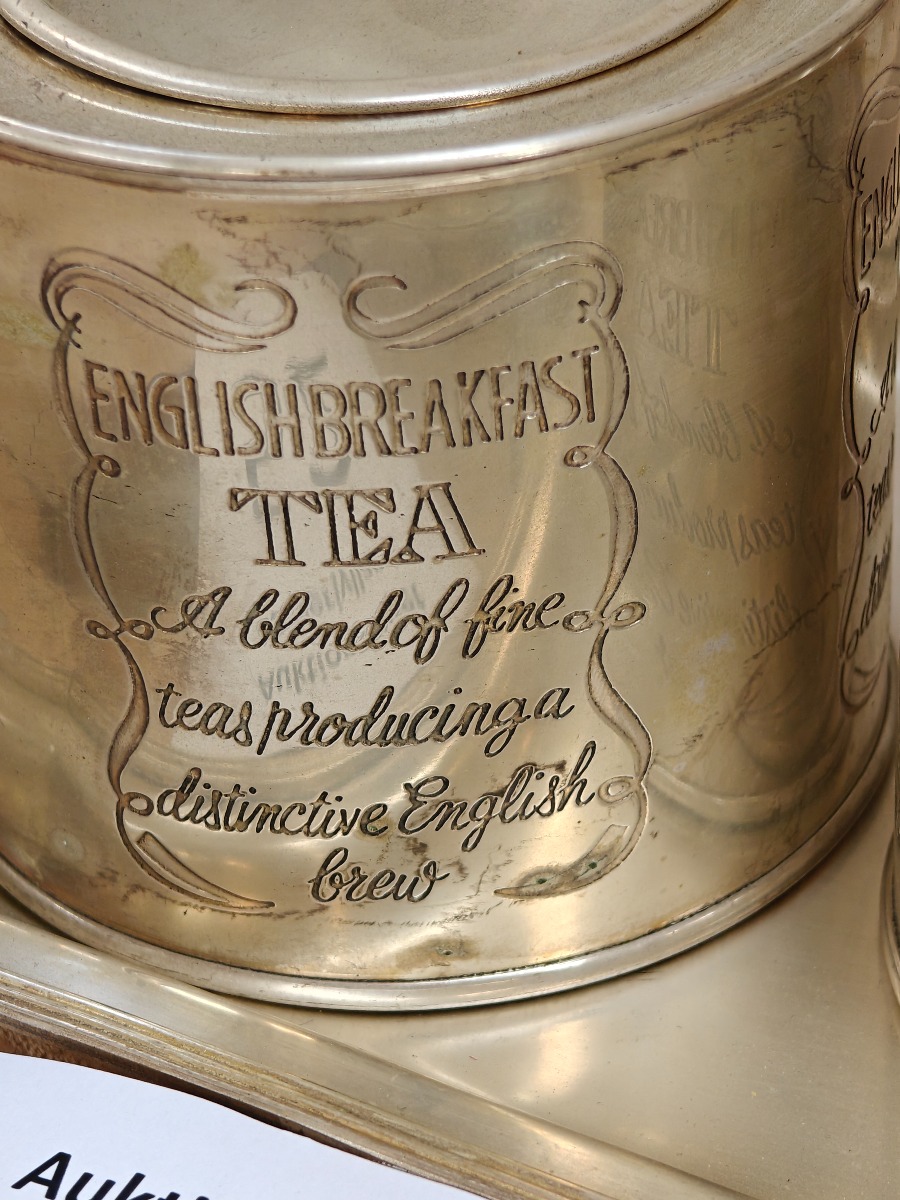 ENGLISH BREAKFAST
TEA
A blend of fine
teas producing a
distinctive English
brew